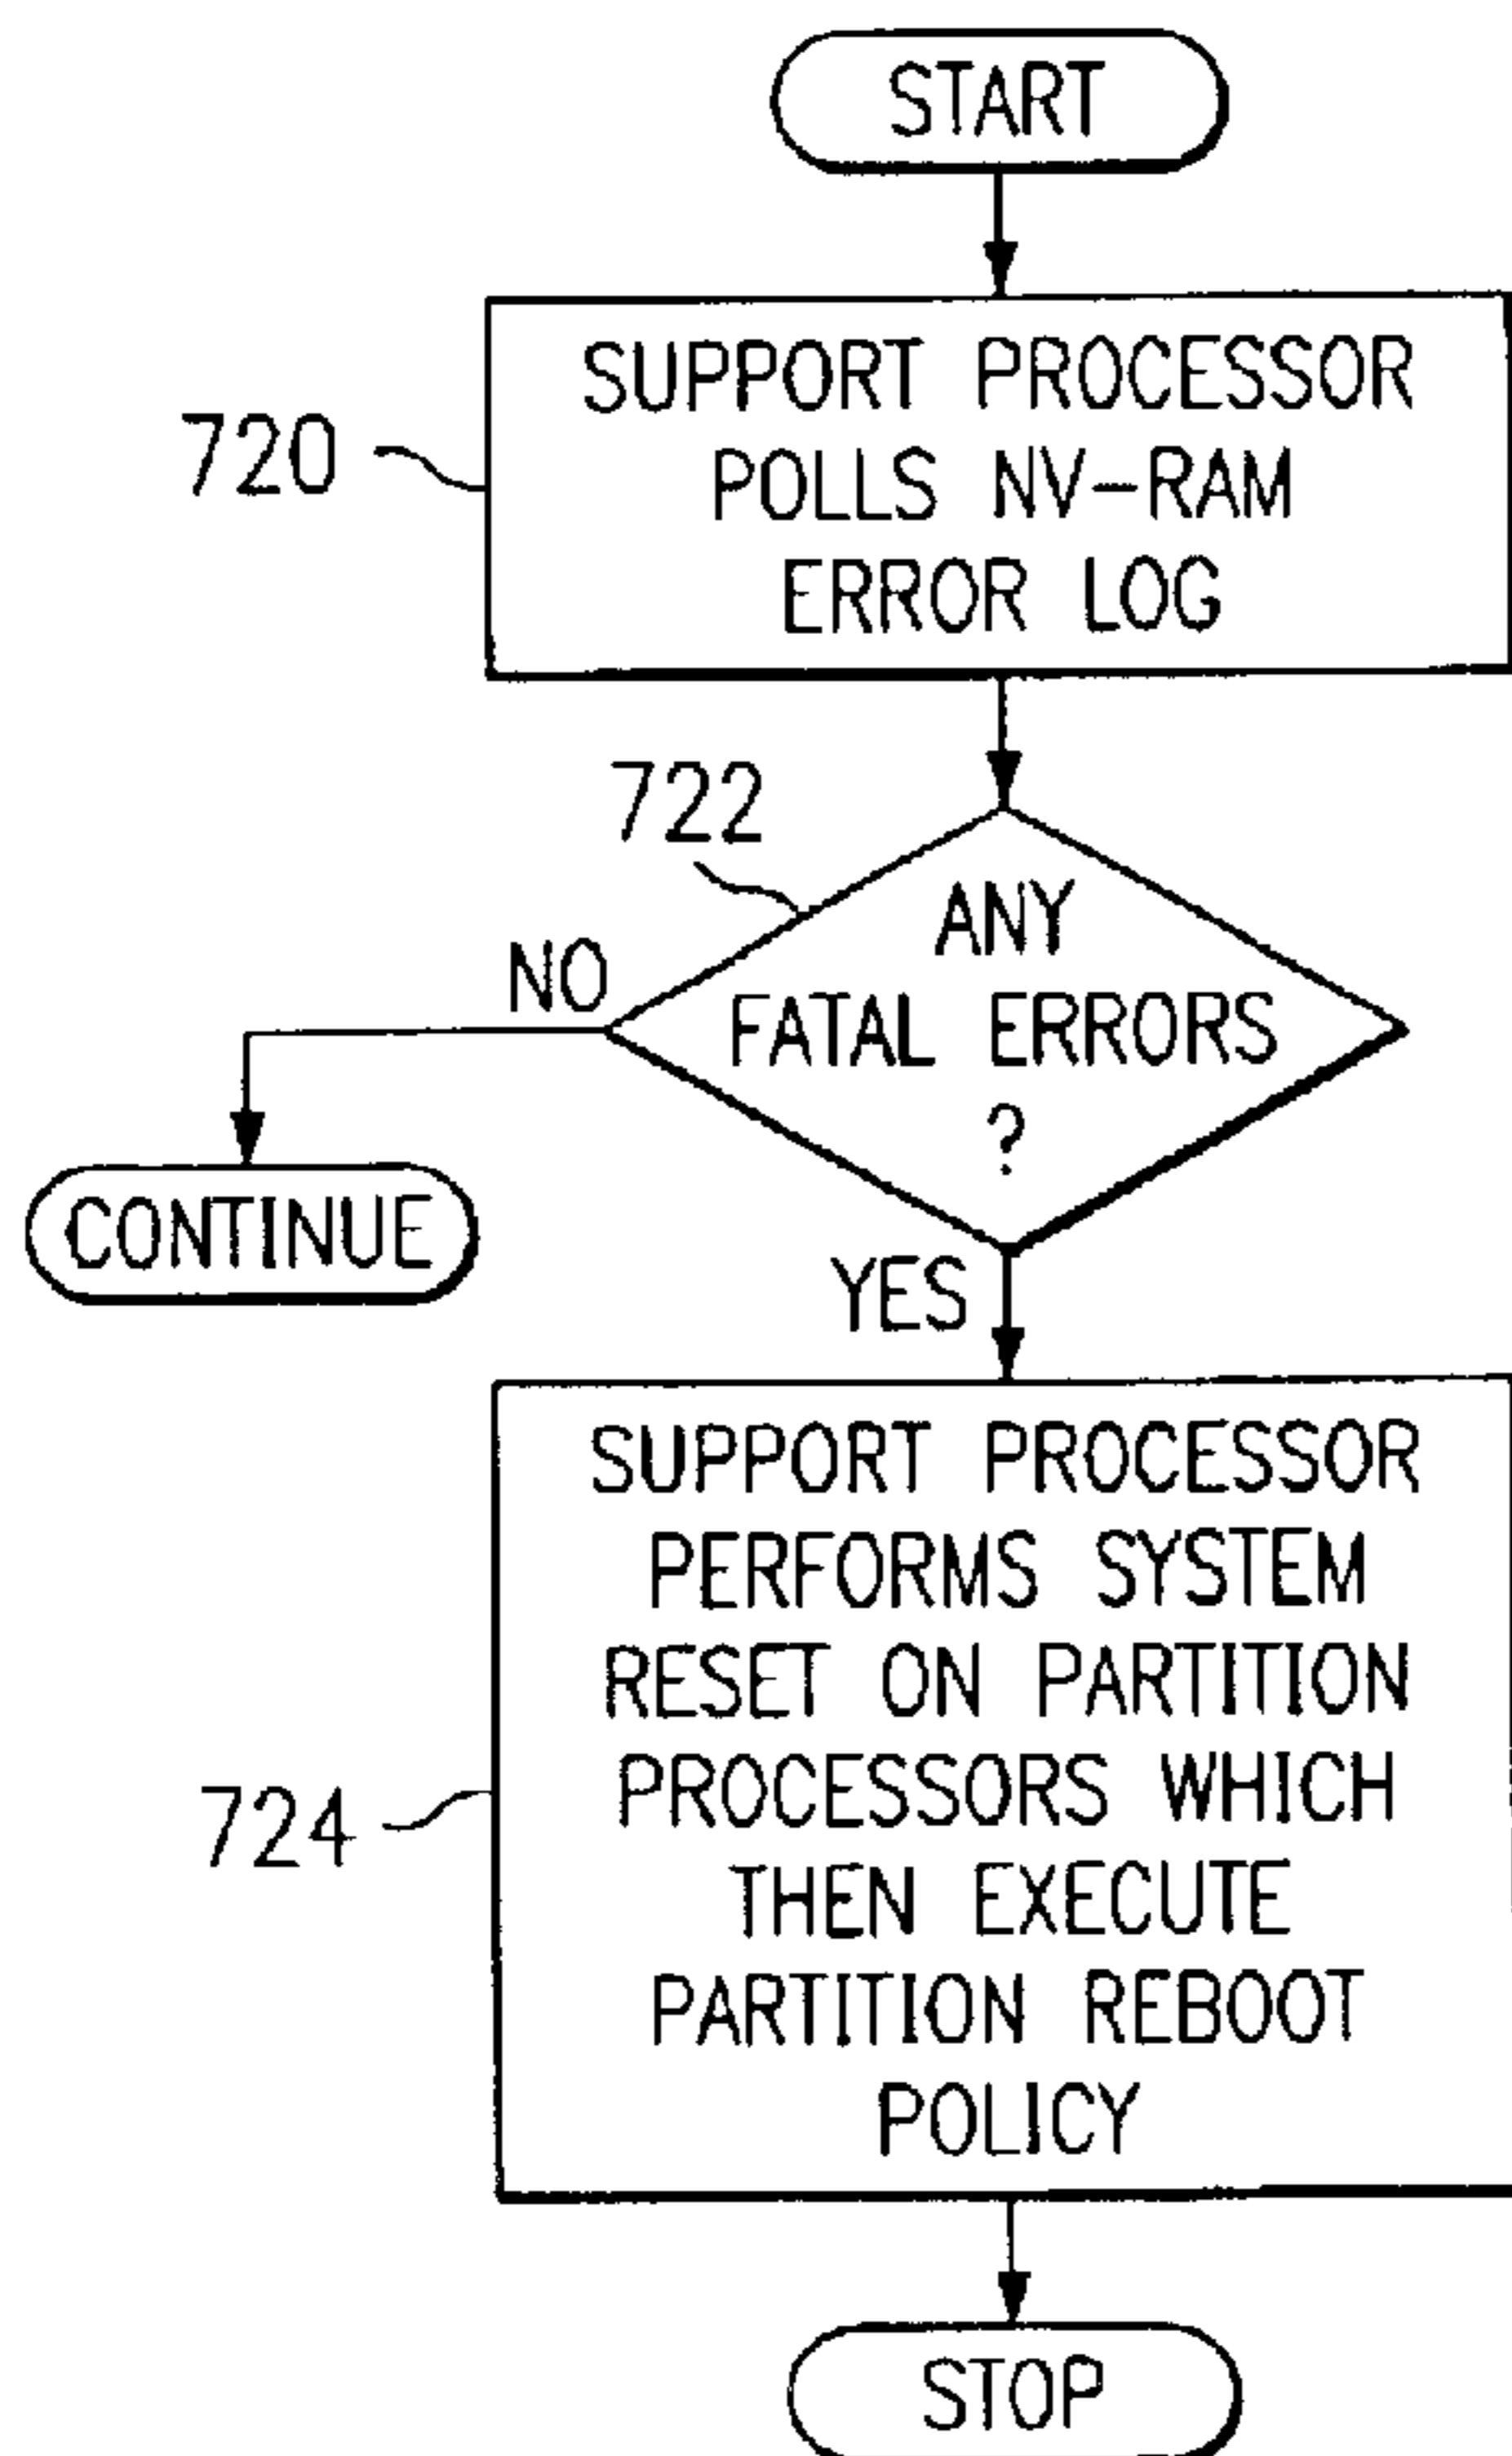 START
SUPPORT PROCESSOR
POLLS NV-RAM
ERROR LOG
720
722
ANY
FATAL ERRORS
?
NO
CONTINUE
YES
SUPPORT PROCESSOR
PERFORMS SYSTEM
RESET ON PARTITION
PROCESSORS WHICH
THEN EXECUTE
PARTITION REBOOT
POLICY
724
STOP